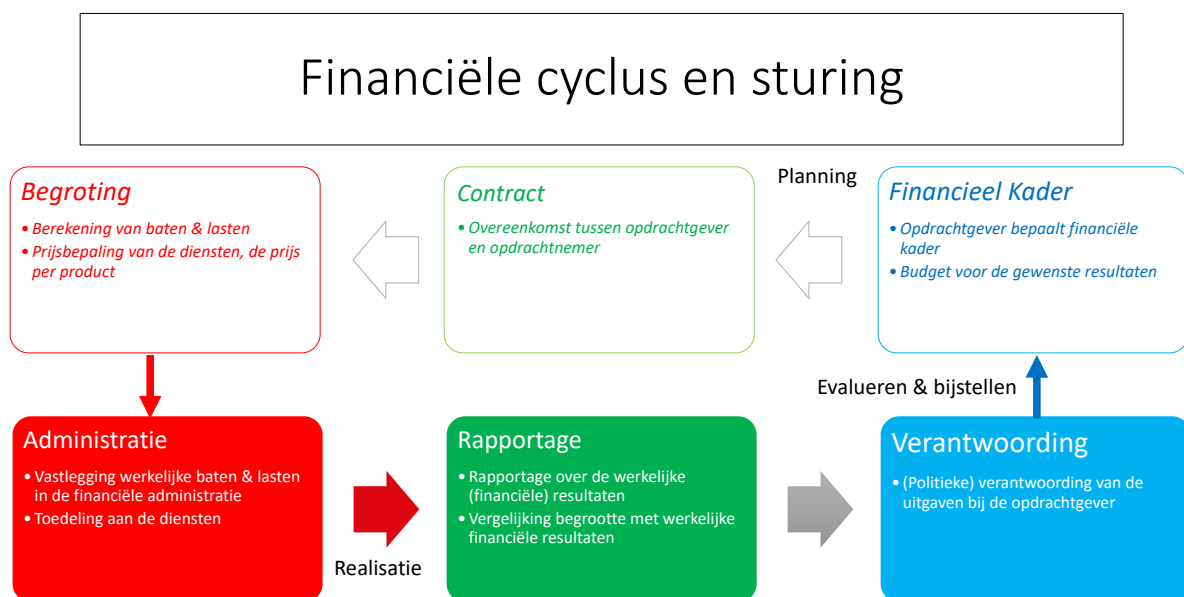 Financiële cyclus en sturing
Begroting
• Berekening van baten & lasten
• Prijsbepaling van de diensten, de prijs
per product
Contract
• Overeenkomst tussen opdrachtgever
en opdrachtnemer
Planning
Financieel Kader
• Opdrachtgever bepaalt financiële
kader
• Budget voor de gewenste resultaten
Evalueren & bijstellen
Administratie
• Vastlegging werkelijke baten & lasten
in de financiële administratie
• Toedeling aan de diensten
Realisatie
Rapportage
• Rapportage over de werkelijke
(financiële) resultaten
• Vergelijking begrootte met werkelijke
financiële resultaten
Verantwoording
• (Politieke) verantwoording van de
uitgaven bij de opdrachtgever